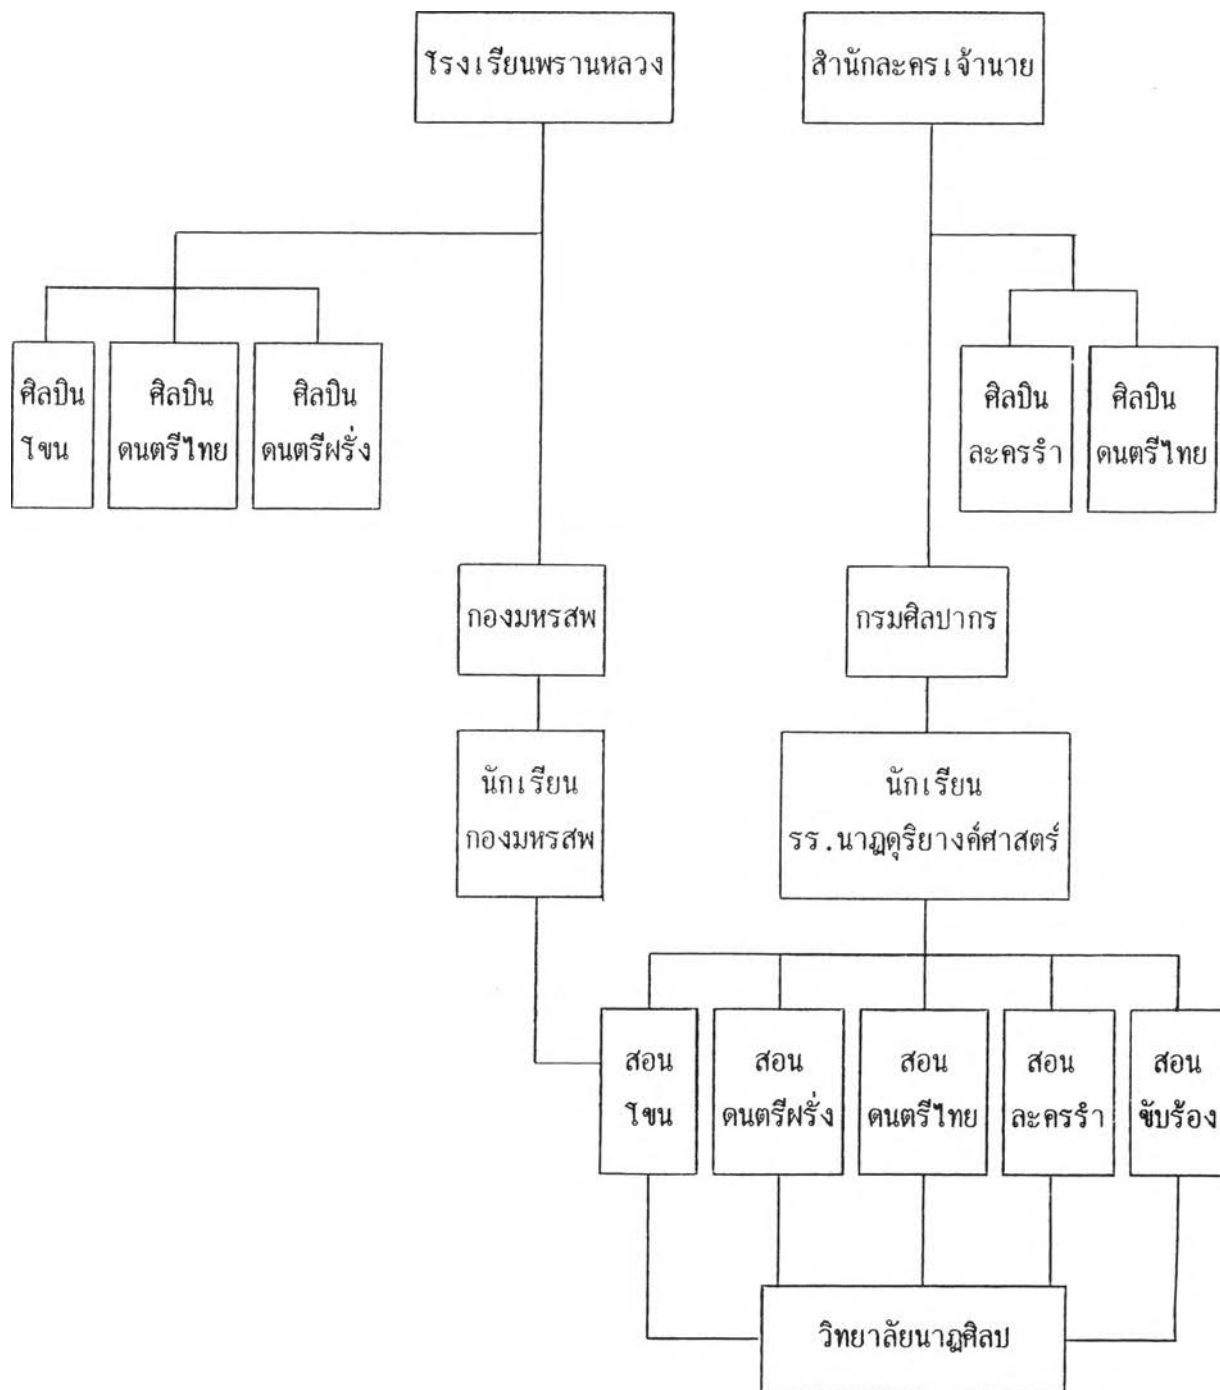 โรงเรียนพรานหลวง
สำนักละครเจ้านาย
ศิลปิน
โขน
ศิลปิน
ดนตรีไทย
ศิลปิน
ดนตรีฝรั่ง
ศิลปิน
ละครรำ
ศิลปิน
ดนตรีไทย
กองมหรสพ
กรมศิลปากร
นักเรียน
กองมหรสพ
นักเรียน
รร.นาฏดุริยางค์ศาสตร์
สอน
โขน
สอน
ดนตรีฝรั่ง
สอน
ดนตรีไทย
สอน
ละครรำ
สอน
ขับร้อง
วิทยาลัยนาฏศิลป